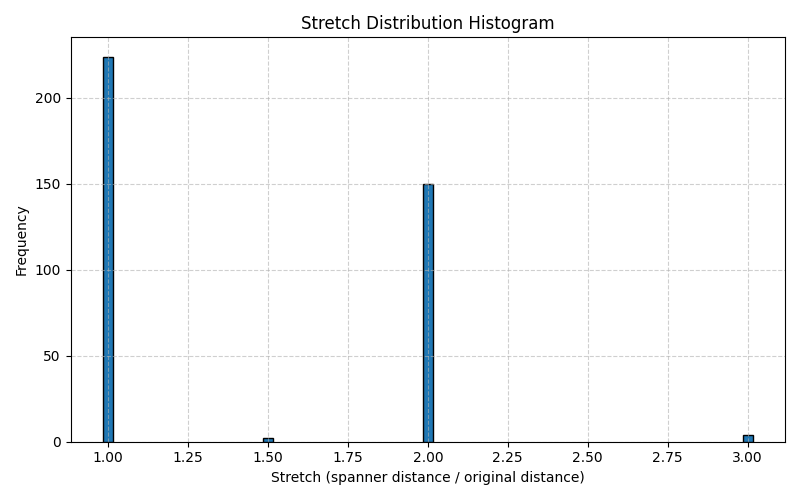 Stretch Distribution Histogram
Frequency
200
150
100
50
0
1.00 1.25 1.50 1.75 2.00 2.25 2.50 2.75 3.00
Stretch (spanner distance / original distance)